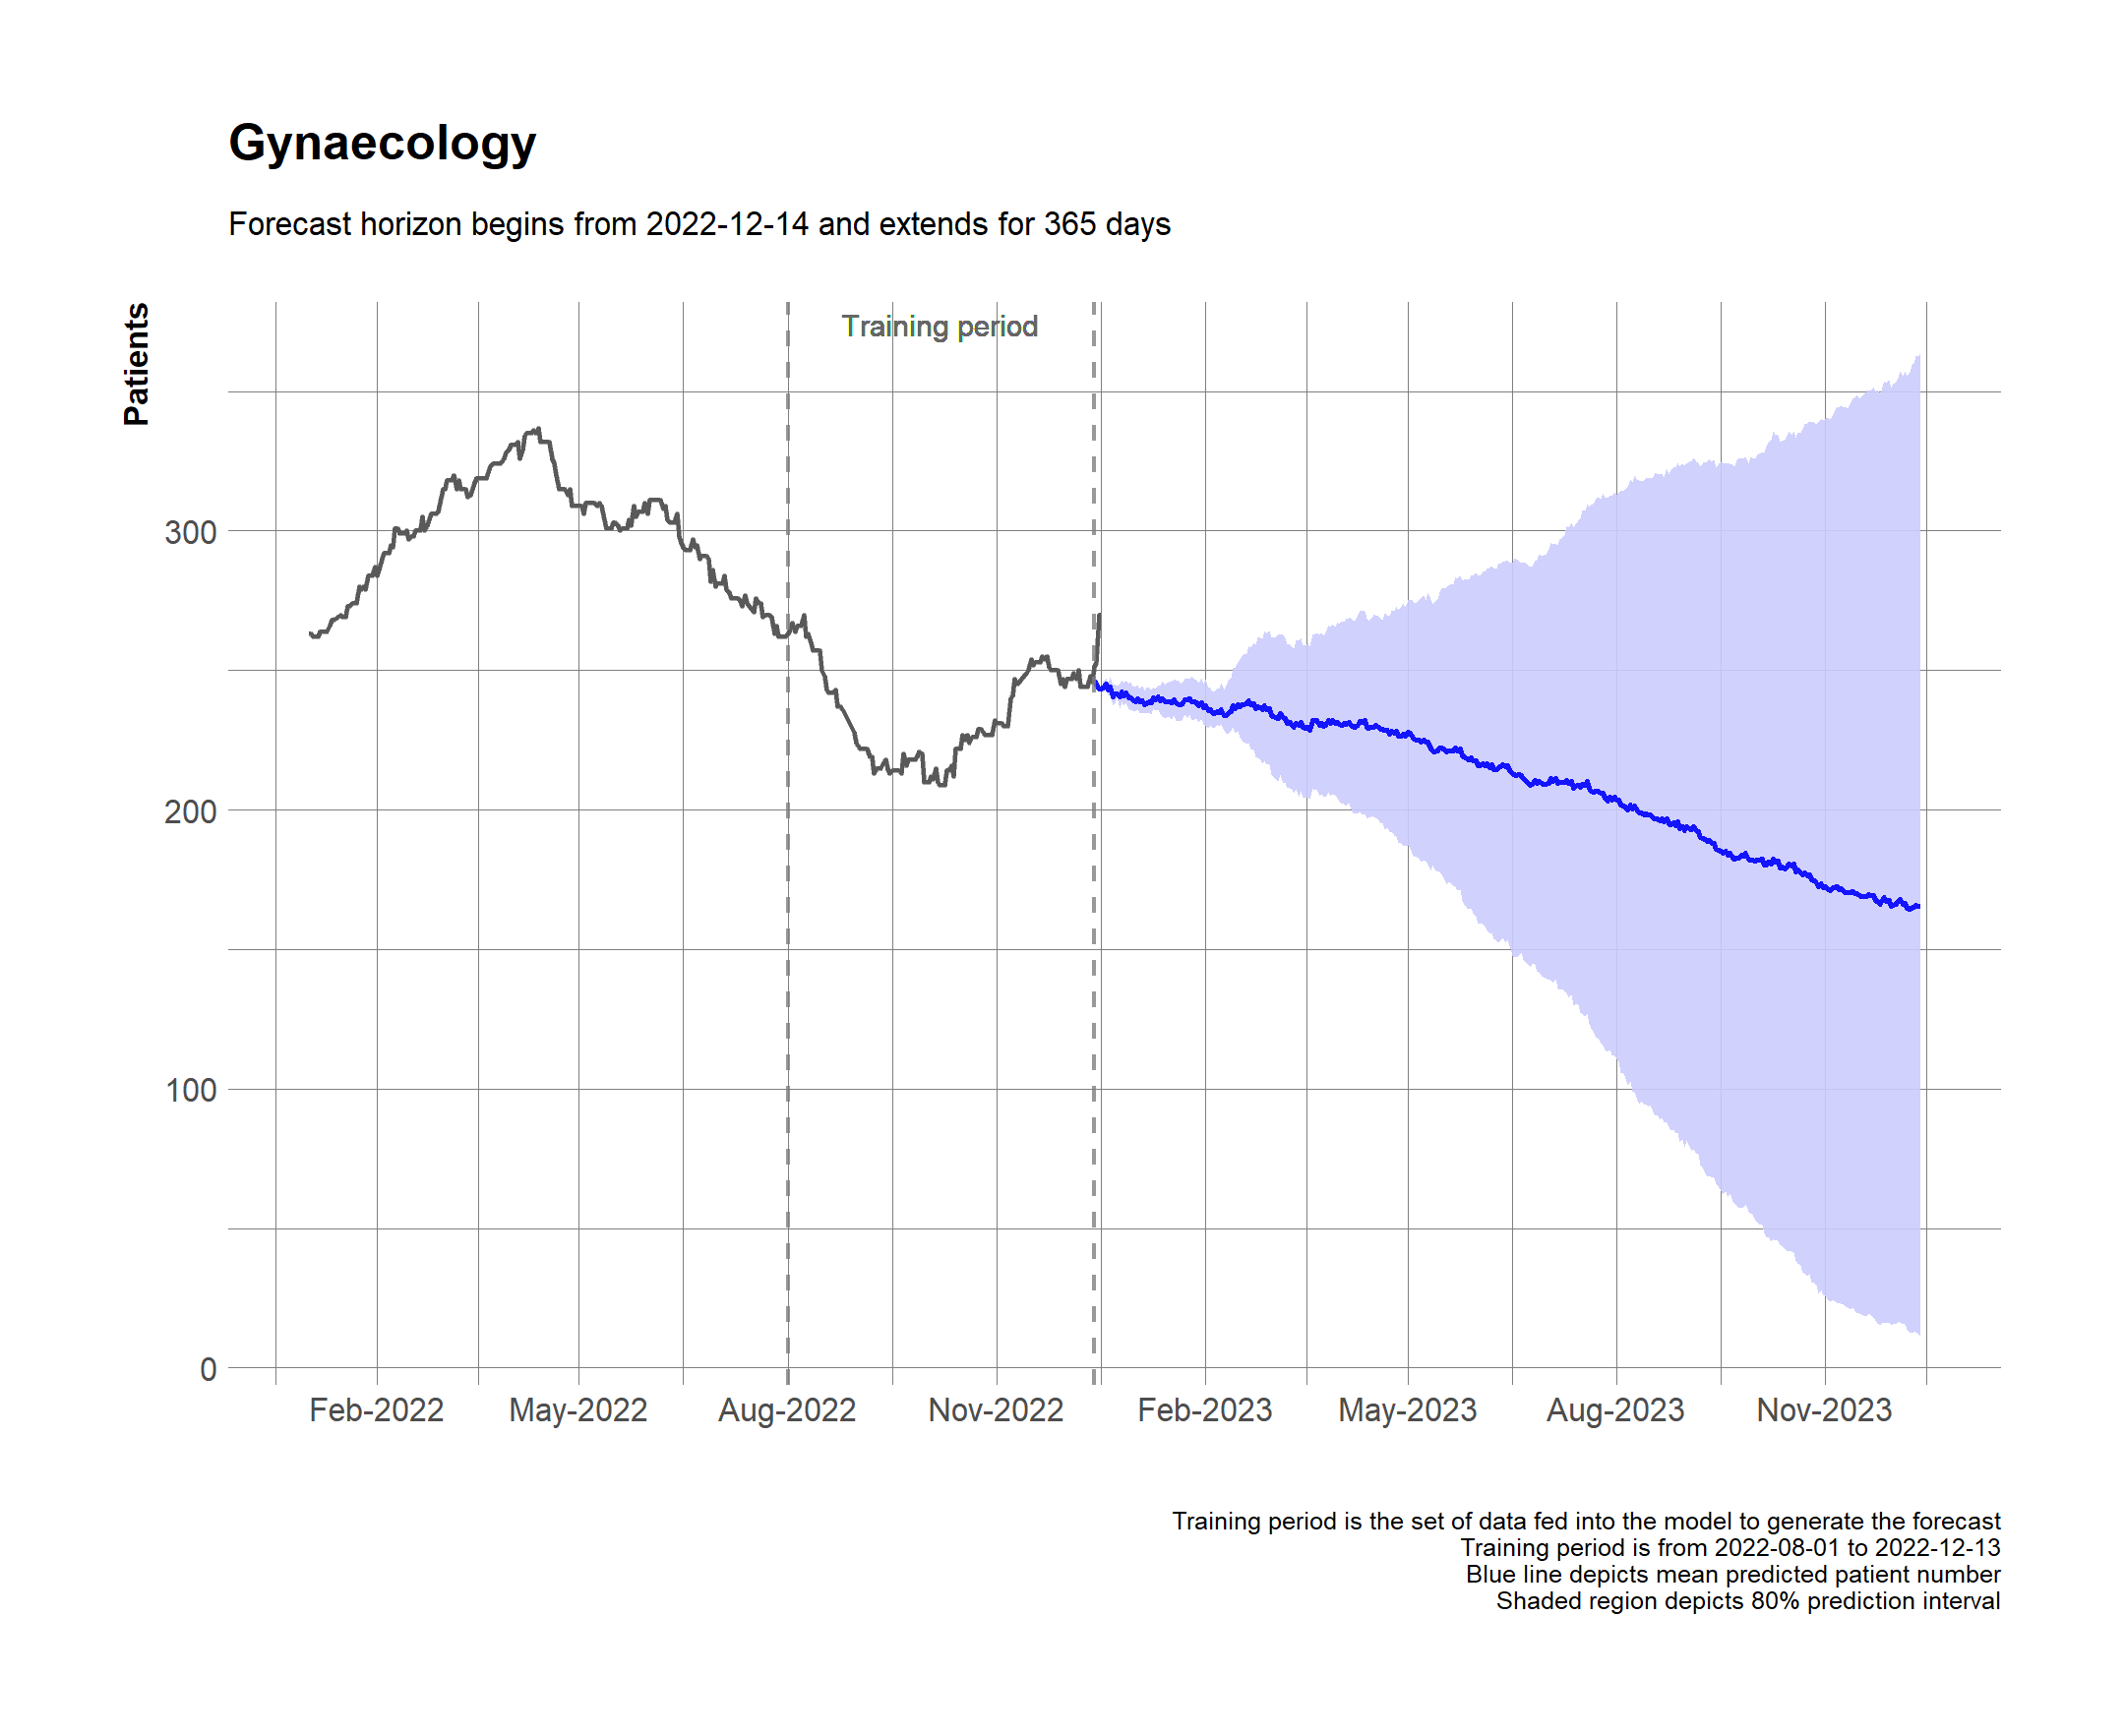 Gynaecology
Forecast horizon begins from 2022-12-14 and extends for 365 days
Patients
Training period
300
200
100
0
Feb-2022 May-2022 Aug-2022 Nov-2022 Feb-2023 May-2023 Aug-2023 Nov-2023
Training period is the set of data fed into the model to generate the forecast
Training period is from 2022-08-01 to 2022-12-13
Blue line depicts mean predicted patient number
Shaded region depicts 80% prediction interval